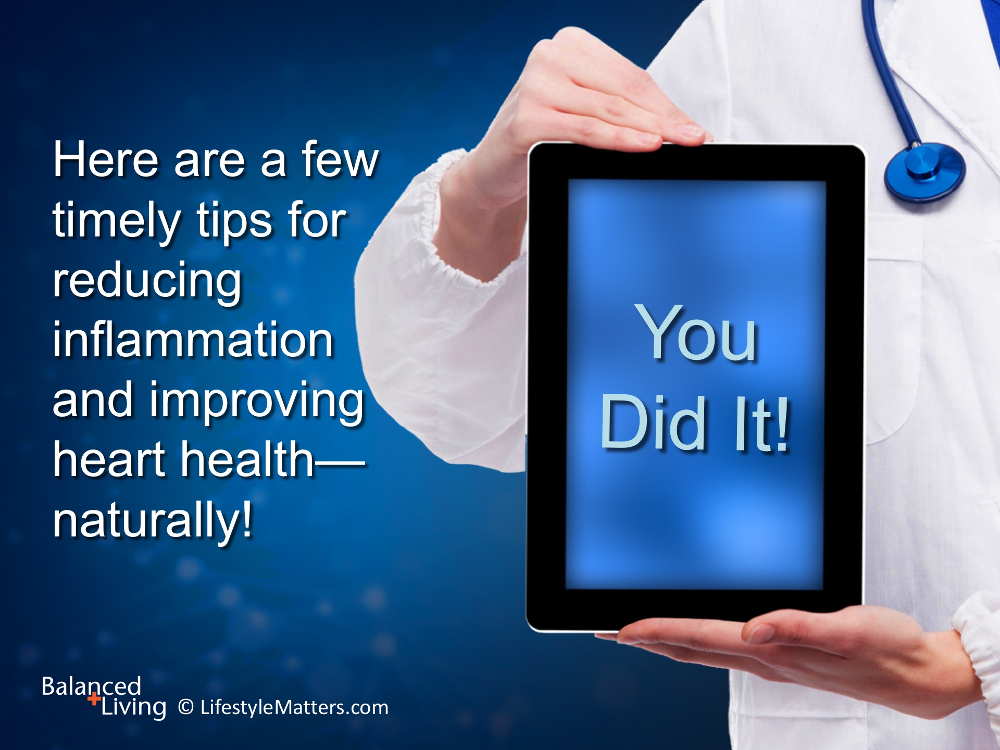 Here are a few
timely tips for
reducing
inflammation
and improving
heart health—
naturally!
You
Did It!
Balanced
Living © LifestyleMatters.com